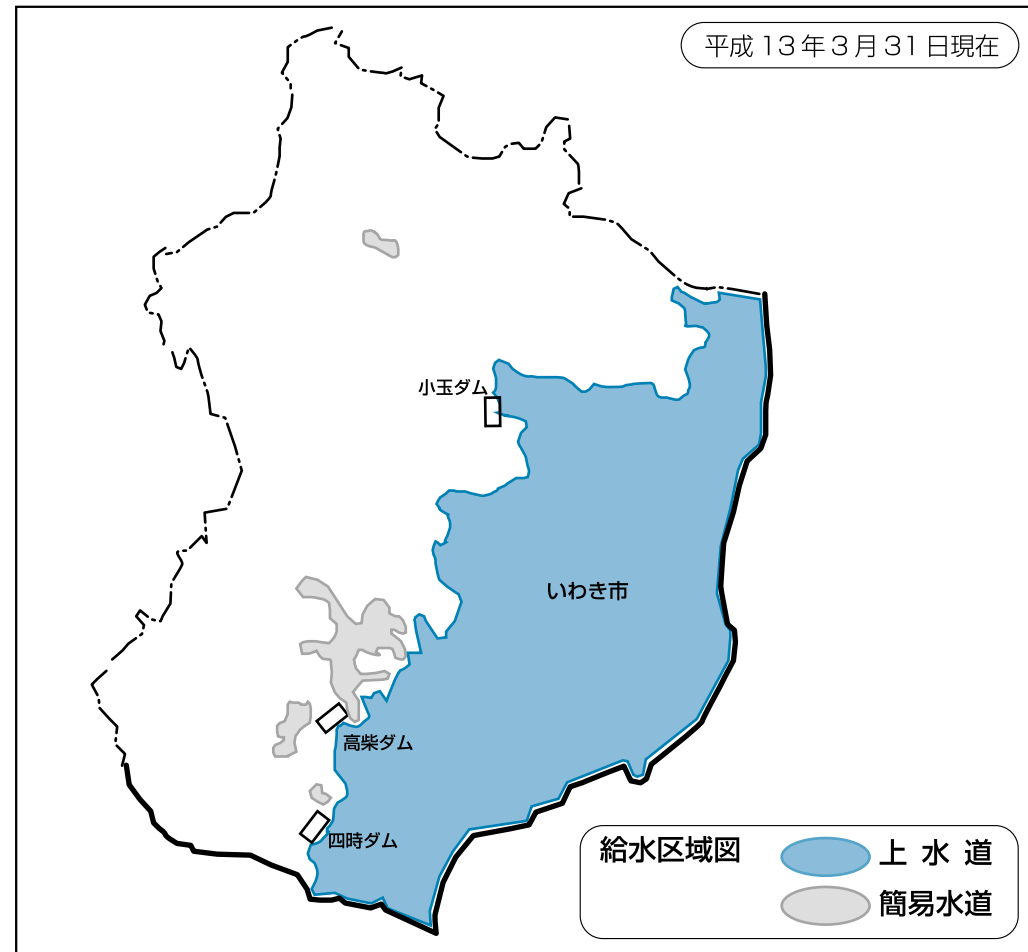 平成13年3月31日現在
小玉ダム
いわき市
高柴ダム
四時ダム
給水区域図
上水道
簡易水道